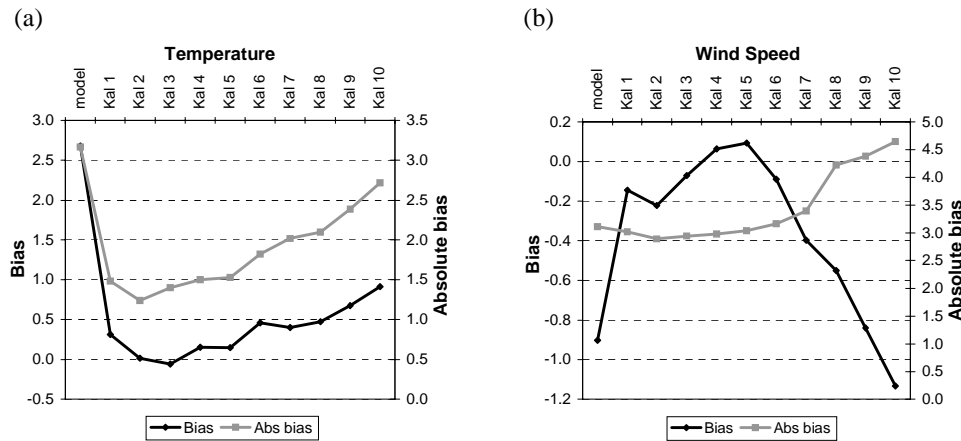 (a)
Temperature
model
Kal 1
Kal 2
Kal 3
Kal 4
Kal 5
Kal 6
Kal 7
Kal 8
Kal 9
Kal 10
3.0
2.5
2.0
1.5
1.0
0.5
0.0
-0.5
Bias
3.5
3.0
2.5
2.0
1.5
1.0
0.5
0.0
Absolute bias
Bias
Abs bias
(b)
Wind Speed
model
Kal 1
Kal 2
Kal 3
Kal 4
Kal 5
Kal 6
Kal 7
Kal 8
Kal 9
Kal 10
0.2
0.0
-0.2
-0.4
-0.6
-0.8
-1.0
-1.2
Bias
5.0
4.5
4.0
3.5
3.0
2.5
2.0
1.5
1.0
0.5
0.0
Absolute bias
Bias
Abs bias